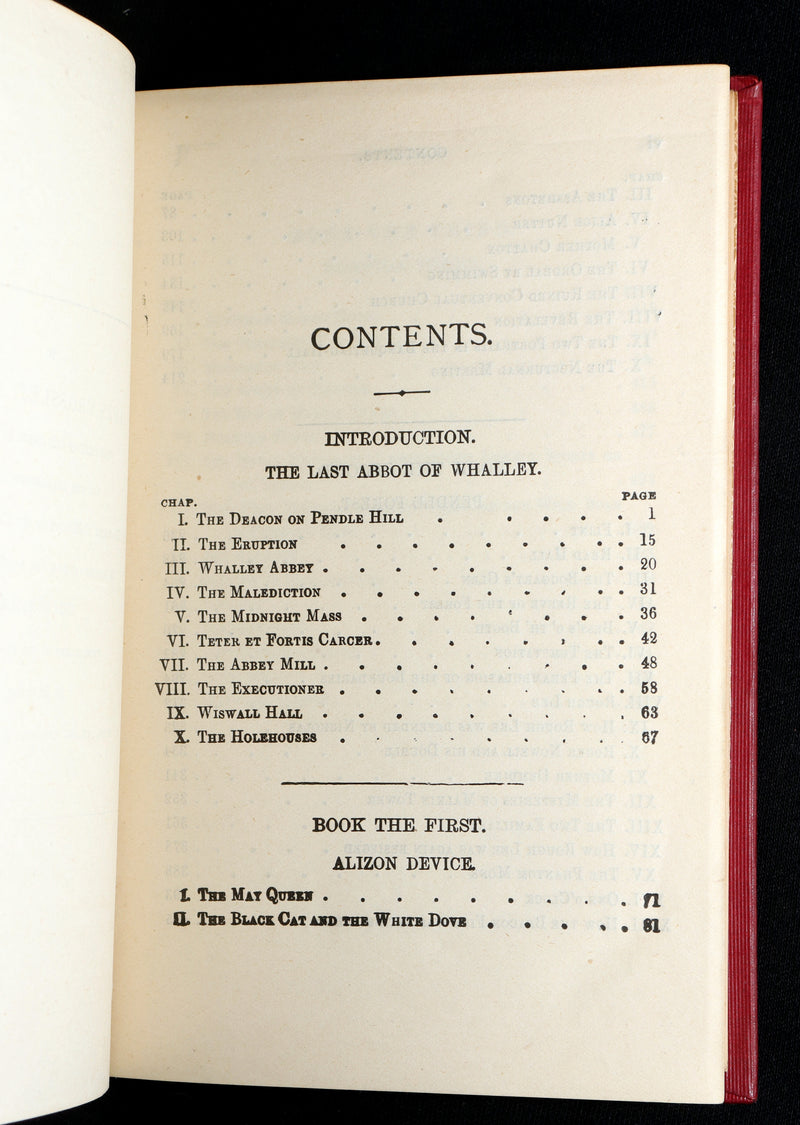 CONTENTS.
INTRODUCTION.
THE LAST ABBOT OF WHALLEY.
CHAP. PAGE
I. THE DEACON ON PENDLE HILL . . . . . . 1
II. THE ERUPTION . . . . . . . . . 15
III. WHALLEY ABBEY . . . . . . . . . 20
IV. THE MALEDICTION . . . . . . . . . 31
V. THE MIDNIGHT MASS . . . . . . . . 36
VI. TETER ET FORTIS CARCER . . . . . . . . 42
VII. THE ABBEY MILL . . . . . . . . . 48
VIII. THE EXECUTIONER . . . . . . . . . 58
IX. WISWALL HALL . . . . . . . . . 63
X. THE HOLEHOUSES . . . . . . . . . 67
BOOK THE FIRST.
ALIZON DEVICE.
I. THE MAY QUEEN . . . . . . . . . 71
II. THE BLACK CAT AND THE WHITE DOVE . . . . . 81